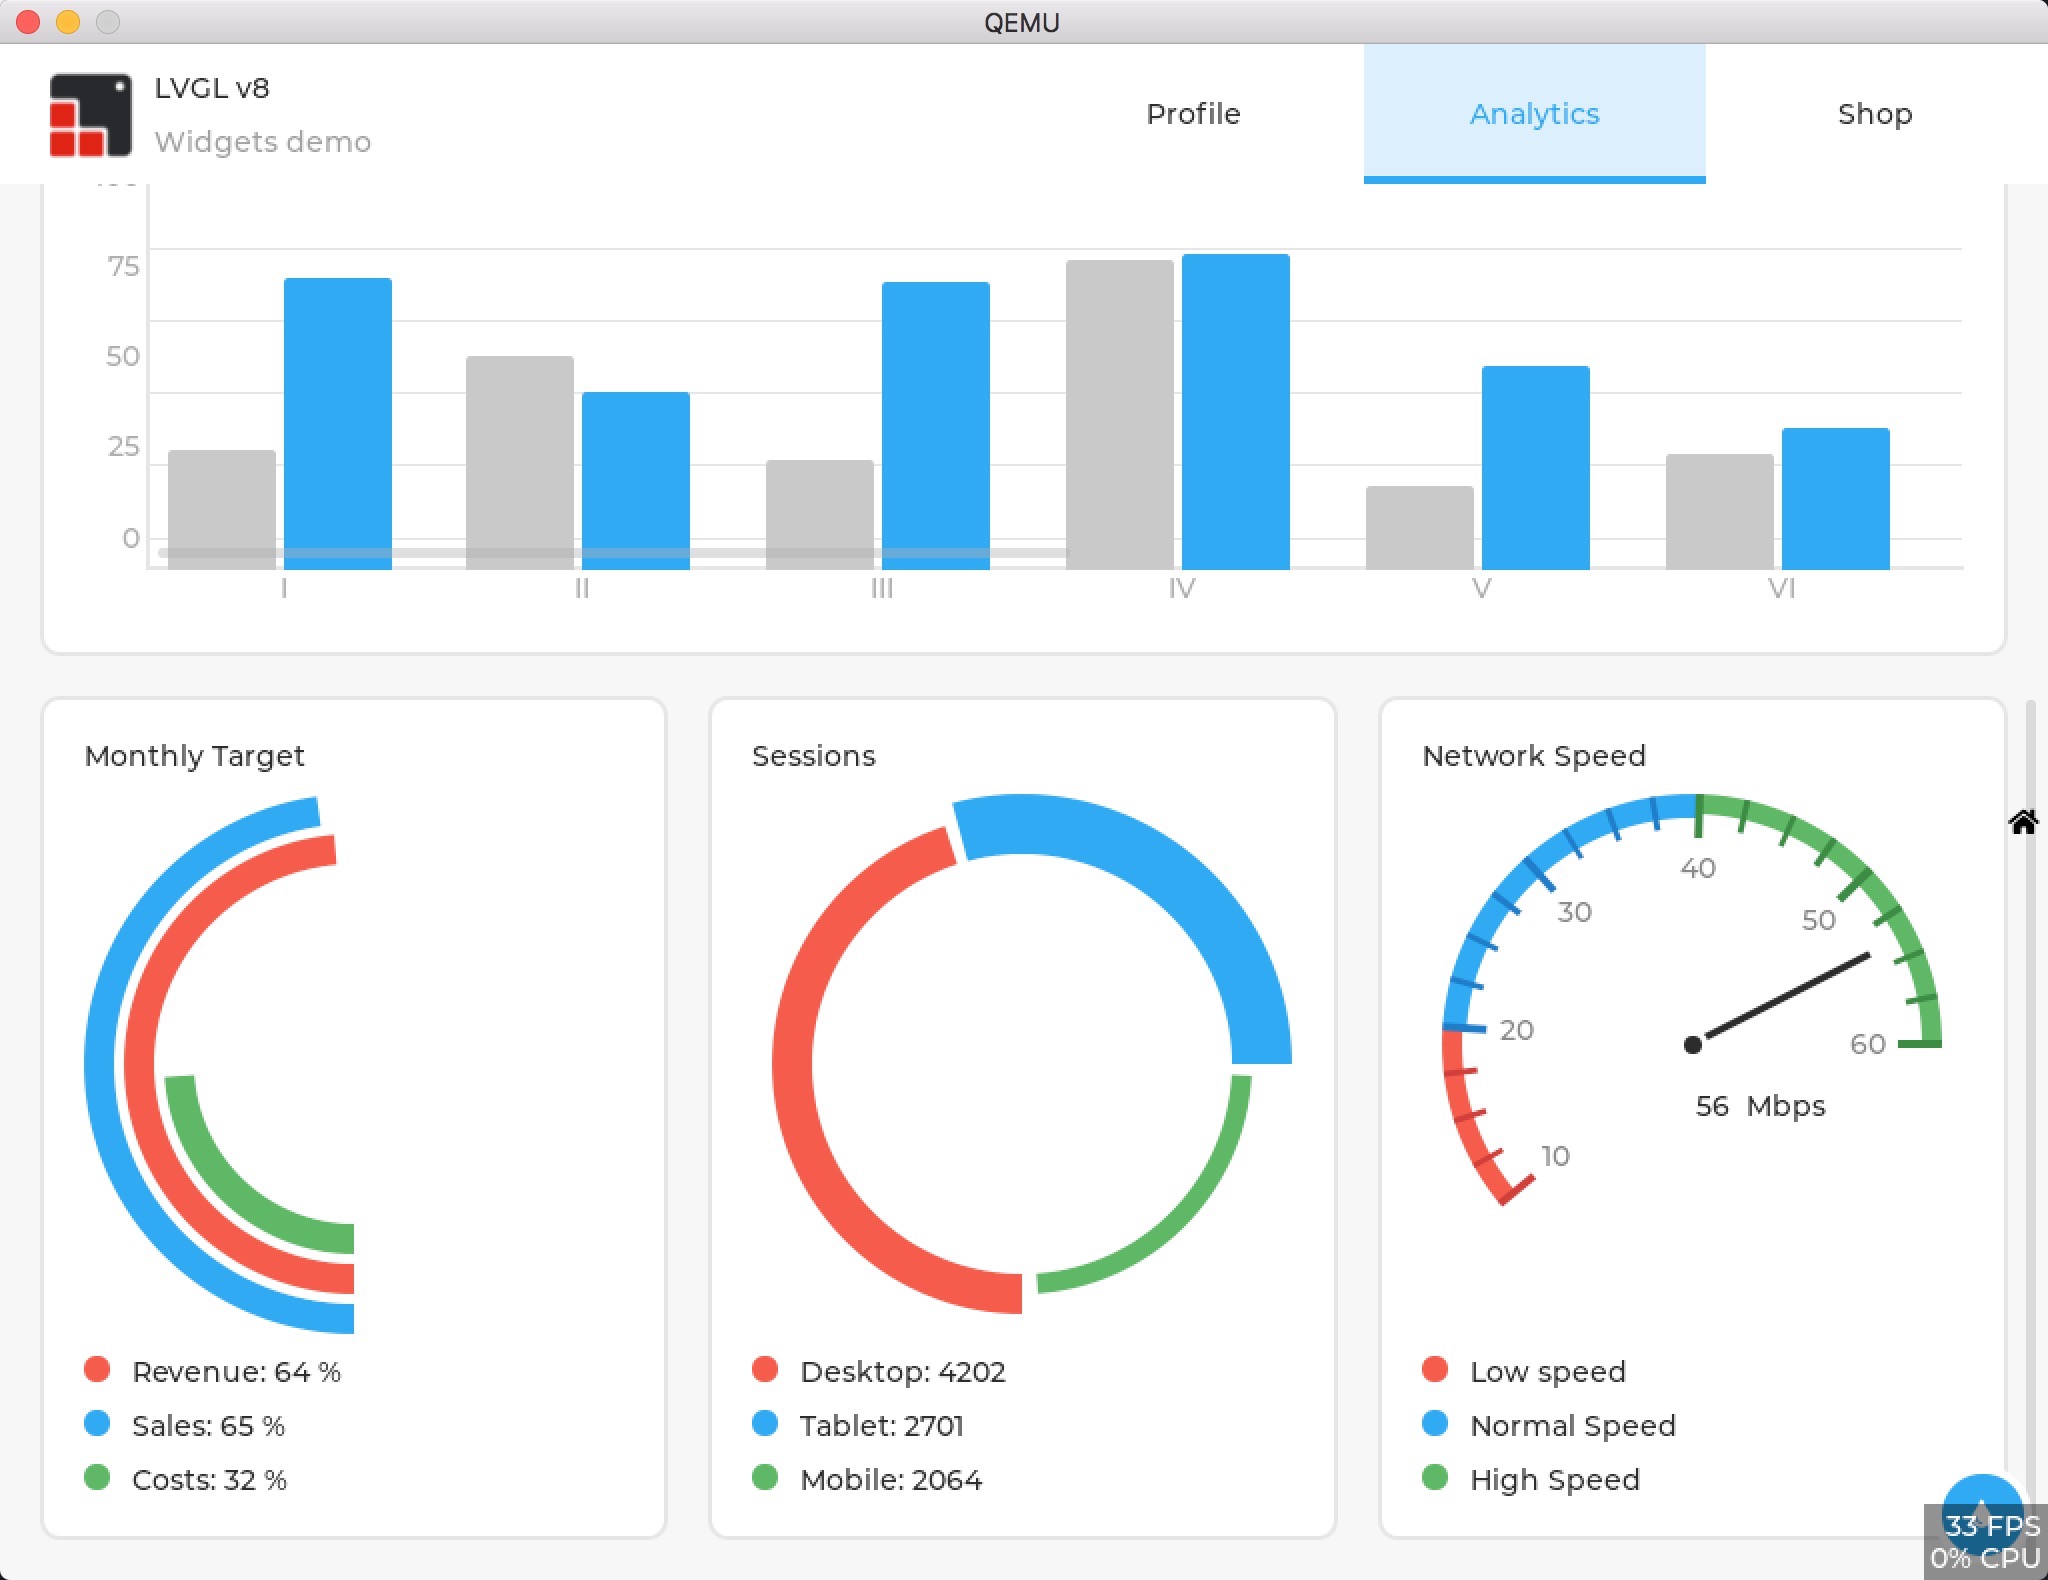 QEMU
LVGL v8
Widgets demo
Profile
Analytics
Shop
75
50
25
0
I
II
III
IV
V
VI
Monthly Target
Revenue: 64 %
Sales: 65 %
Costs: 32 %
Sessions
Desktop: 4202
Tablet: 2701
Mobile: 2064
Network Speed
10
20
30
40
50
60
56 Mbps
Low speed
Normal Speed
High Speed
33 FPS
0% CPU